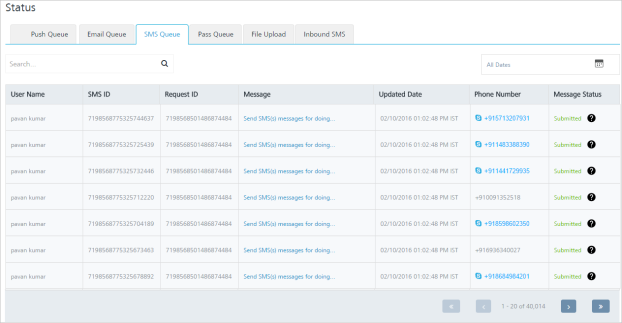 Status
Push Queue Email Queue SMS Queue Pass Queue File Upload Inbound SMS
Search... All Dates
User Name SMS ID Request ID Message Updated Date Phone Number Message Status
pavan kumar 7198568775325744637 7198568501486874484 Send SMS(s) messages for doing... 02/10/2016 01:02:48 PM IST +915713207931 Submitted ?
pavan kumar 7198568775325725439 7198568501486874484 Send SMS(s) messages for doing... 02/10/2016 01:02:48 PM IST +911483388390 Submitted ?
pavan kumar 7198568775325732446 7198568501486874484 Send SMS(s) messages for doing... 02/10/2016 01:02:48 PM IST +911441729935 Submitted ?
pavan kumar 7198568775325712220 7198568501486874484 Send SMS(s) messages for doing... 02/10/2016 01:02:48 PM IST +910091352518 Submitted ?
pavan kumar 7198568775325704189 7198568501486874484 Send SMS(s) messages for doing... 02/10/2016 01:02:48 PM IST +918598602350 Submitted ?
pavan kumar 7198568775325673463 7198568501486874484 Send SMS(s) messages for doing... 02/10/2016 01:02:48 PM IST +916936340027 Submitted ?
pavan kumar 7198568775325678892 7198568501486874484 Send SMS(s) messages for doing... 02/10/2016 01:02:48 PM IST +918684984201 Submitted ?
« ‹ 1 - 20 of 40,014 › »